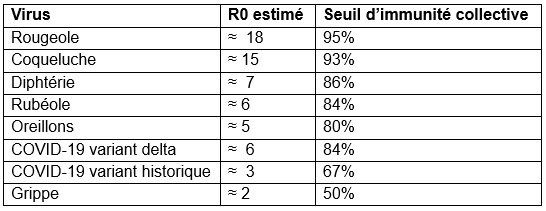 Virus R0 estimé Seuil d’immunité collective
Rougeole ≈ 18 95%
Coqueluche ≈ 15 93%
Diphtérie ≈ 7 86%
Rubéole ≈ 6 84%
Oreillons ≈ 5 80%
COVID-19 variant delta ≈ 6 84%
COVID-19 variant historique ≈ 3 67%
Grippe ≈ 2 50%